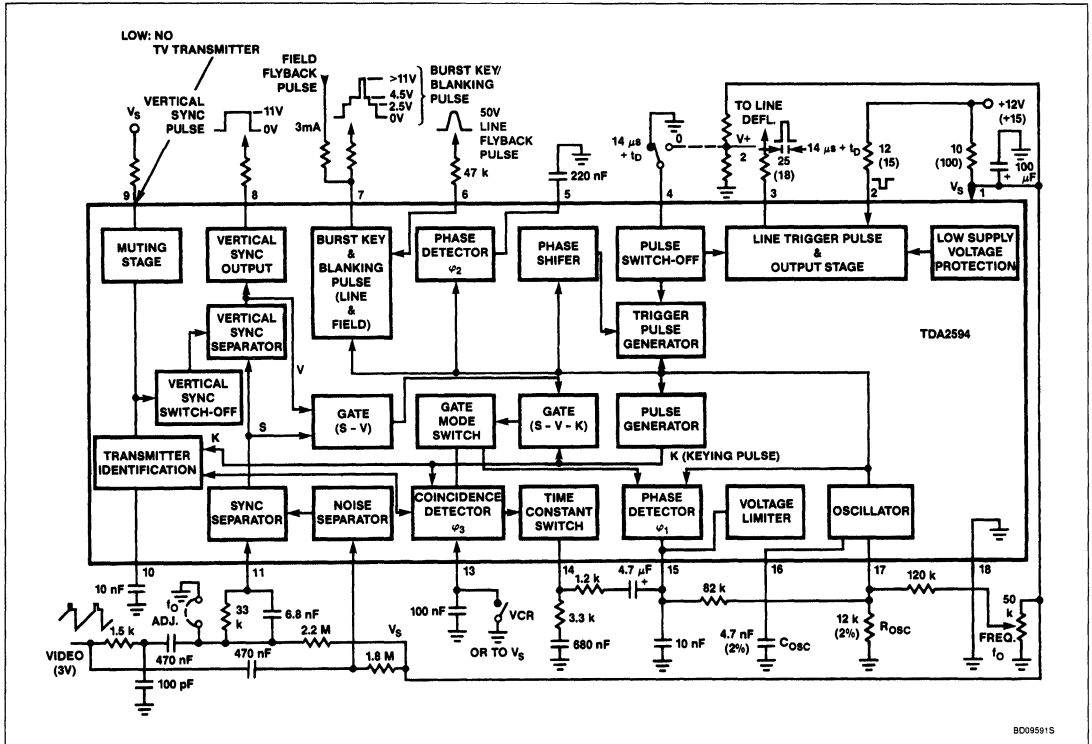 LOW: NO
TV TRANSMITTER
FIELD
FLYBACK
PULSE
>11V
4.5V
2.5V
0V
BURST KEY/
BLANKING
PULSE
VERTICAL
SYNC
PULSE
11V
0V
VS
3mA
50V
LINE
FLYBACK
PULSE
47 k
220 nF
14 µs
+ tD
0
V+
2
TO LINE
DEFL.
25
(18)
14 µs + tD
12
(15)
+12V
(+15)
10
(100)
100
µF
+
VS
9
8
7
6
5
4
3
2
1
MUTING
STAGE
VERTICAL
SYNC
OUTPUT
BURST KEY
&
BLANKING
PULSE
(LINE
&
FIELD)
PHASE
DETECTOR
φ2
PHASE
SHIFER
PULSE
SWITCH-OFF
LINE TRIGGER PULSE
&
OUTPUT STAGE
LOW SUPPLY
VOLTAGE
PROTECTION
VERTICAL
SYNC
SEPARATOR
TRIGGER
PULSE
GENERATOR
TDA2594
VERTICAL
SYNC
SWITCH-OFF
V
S
K
GATE
(S – V)
GATE
MODE
SWITCH
GATE
(S – V – K)
PULSE
GENERATOR
K (KEYING PULSE)
TRANSMITTER
IDENTIFICATION
SYNC
SEPARATOR
NOISE
SEPARATOR
COINCIDENCE
DETECTOR
φ3
TIME
CONSTANT
SWITCH
PHASE
DETECTOR
φ1
VOLTAGE
LIMITER
OSCILLATOR
10
11
13
14
15
16
17
18
10 nF
fO
ADJ.
33
k
6.8 nF
100 nF
VCR
OR TO VS
1.2 k
4.7 µF
+
3.3 k
680 nF
82 k
10 nF
4.7 nF
(2%)
COSC
120 k
12 k
(2%)
ROSC
50
k
FREQ.
fO
VIDEO
(3V)
1.5 k
470 nF
470 nF
2.2 M
VS
1.8 M
100 pF
BD09591S